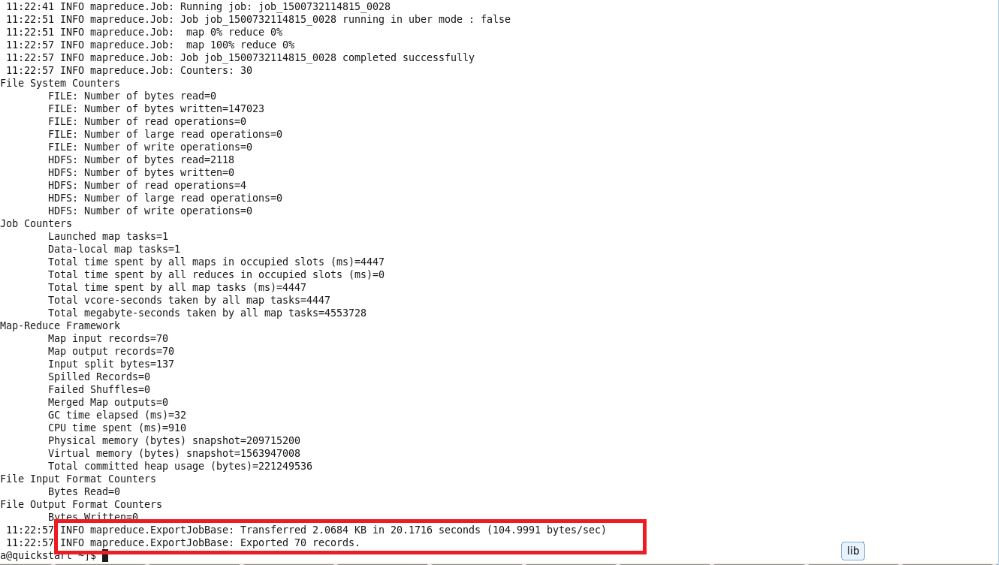 11:22:41 INFO mapreduce.Job: Running job: job_1500732114815_0028
11:22:51 INFO mapreduce.Job: Job job_1500732114815_0028 running in uber mode : false
11:22:51 INFO mapreduce.Job:  map 0% reduce 0%
11:22:57 INFO mapreduce.Job:  map 100% reduce 0%
11:22:57 INFO mapreduce.Job: Job job_1500732114815_0028 completed successfully
11:22:57 INFO mapreduce.Job: Counters: 30
File System Counters
FILE: Number of bytes read=0
FILE: Number of bytes written=147023
FILE: Number of read operations=0
FILE: Number of large read operations=0
FILE: Number of write operations=0
HDFS: Number of bytes read=2118
HDFS: Number of bytes written=0
HDFS: Number of read operations=4
HDFS: Number of large read operations=0
HDFS: Number of write operations=0
Job Counters
Launched map tasks=1
Data-local map tasks=1
Total time spent by all maps in occupied slots (ms)=4447
Total time spent by all reduces in occupied slots (ms)=0
Total time spent by all map tasks (ms)=4447
Total vcore-seconds taken by all map tasks=4447
Total megabyte-seconds taken by all map tasks=4553728
Map-Reduce Framework
Map input records=70
Map output records=70
Input split bytes=137
Spilled Records=0
Failed Shuffles=0
Merged Map outputs=0
GC time elapsed (ms)=32
CPU time spent (ms)=910
Physical memory (bytes) snapshot=209715200
Virtual memory (bytes) snapshot=1563947008
Total committed heap usage (bytes)=221249536
File Input Format Counters
Bytes Read=0
File Output Format Counters
Bytes Written=0
11:22:57 INFO mapreduce.ExportJobBase: Transferred 2.0684 KB in 20.1716 seconds (104.9991 bytes/sec)
11:22:57 INFO mapreduce.ExportJobBase: Exported 70 records.
a@quickstart ~]$
lib